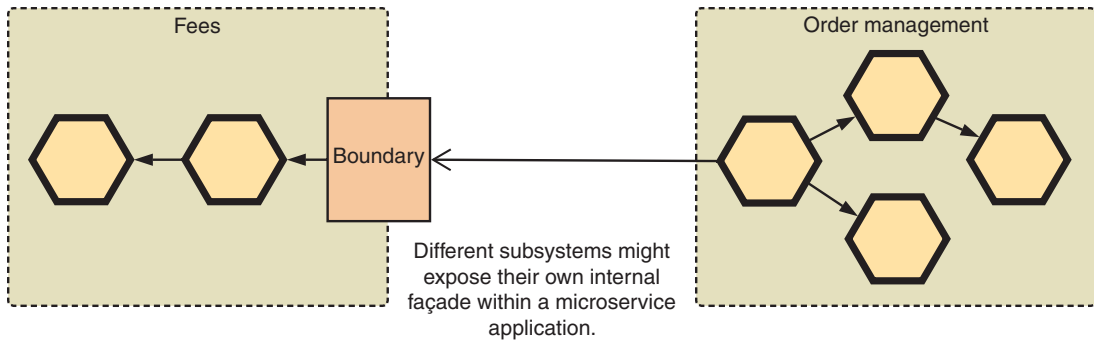 Fees
Order management
Boundary
Different subsystems might
expose their own internal
façade within a microservice
application.